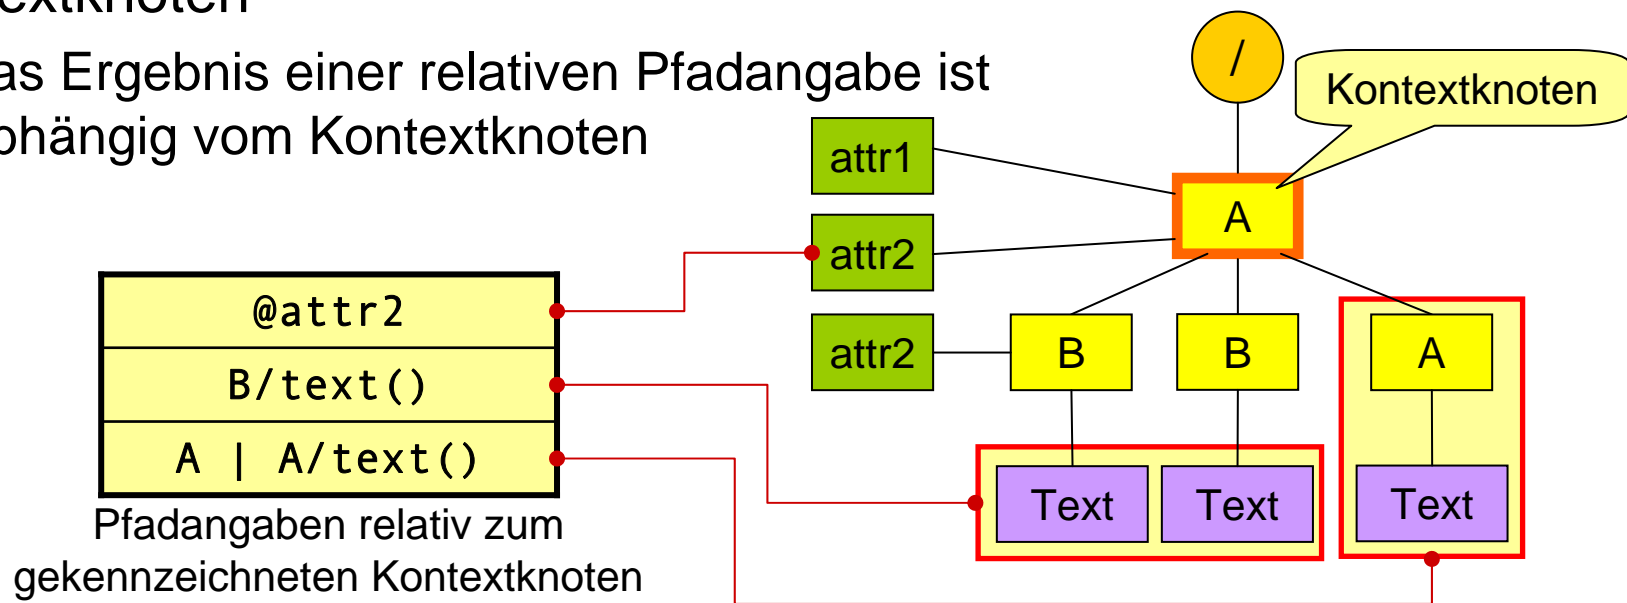 extknoten
as Ergebnis einer relativen Pfadangabe ist
bhängig vom Kontextknoten
/
Kontextknoten
attr1
A
attr2
attr2
B
B
A
@attr2
B/text()
A | A/text()
Text
Text
Text
Pfadangaben relativ zum
gekennzeichneten Kontextknoten